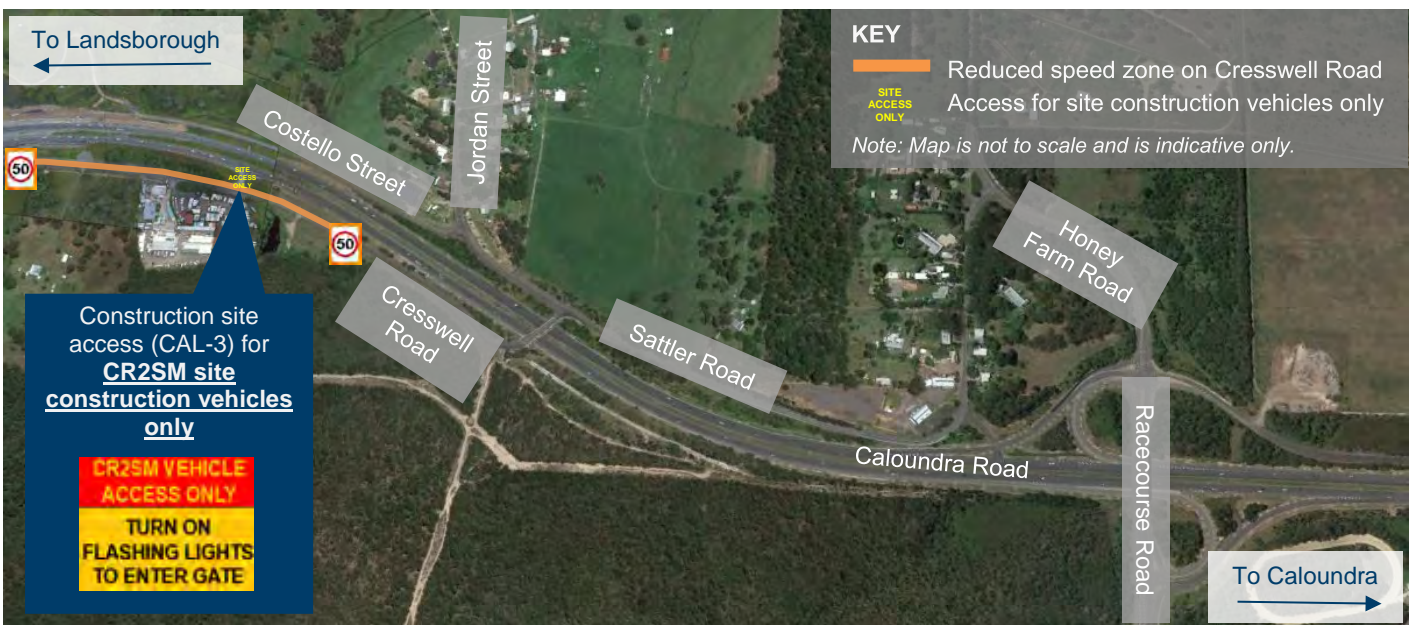 To Landsborough
KEY
Reduced speed zone on Cresswell Road
SITE
ACCESS
ONLY
Access for site construction vehicles only
Note: Map is not to scale and is indicative only.
Costello Street
Jordan Street
50
SITE
ACCESS
ONLY
50
Honey
Farm Road
Cresswell
Road
Sattler Road
Caloundra Road
Racecourse Road
Construction site
access (CAL-3) for
CR2SM site
construction vehicles
only
CR2SM VEHICLE
ACCESS ONLY
TURN ON
FLASHING LIGHTS
TO ENTER GATE
To Caloundra